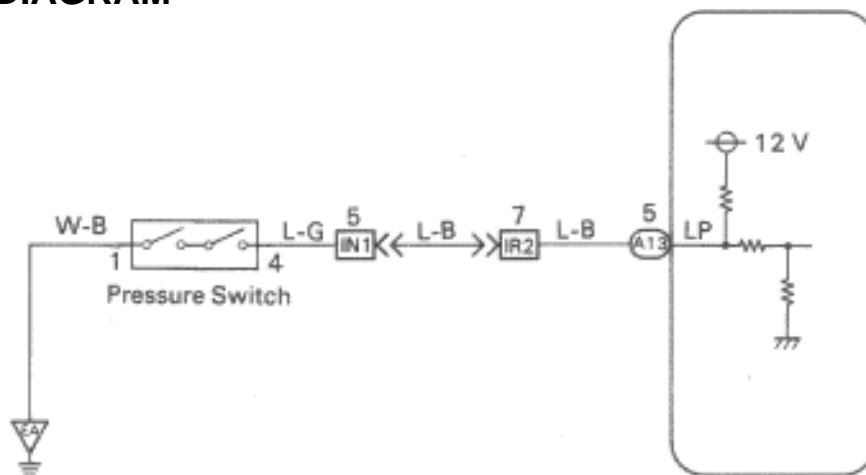 DIAGRAM
12 V
W-B
1
4
Pressure Switch
L-G
5
IN1
L-B
7
IR2
L-B
5
A13
LP
EA